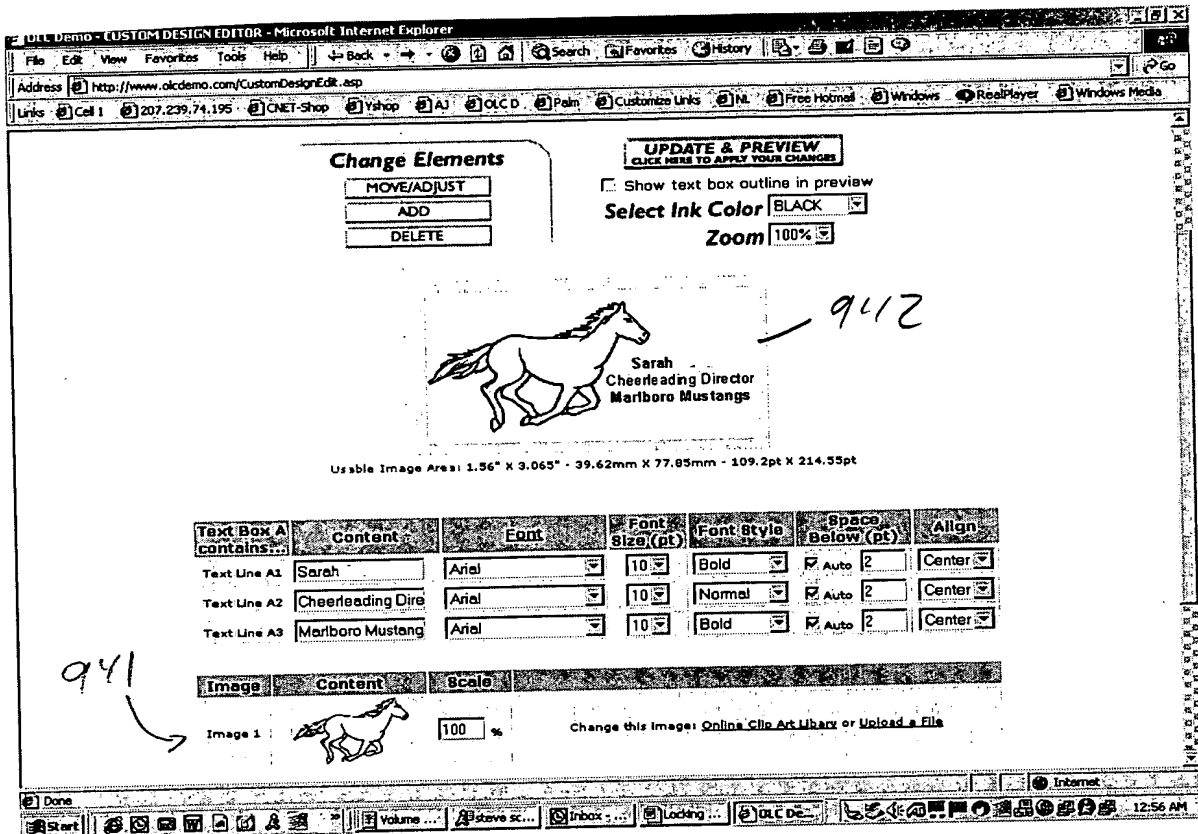 OLC Demo - CUSTOM DESIGN EDITOR - Microsoft Internet Explorer
File Edit View Favorites Tools Help Back Search Favorites History
Address http://www.olcdemo.com/CustomDesignEdit.asp Go
Links Cell 1 207.239.74.195 CNET-Shop Yshop AJ OLC D Palm Customize Links NL Free Hotmail Windows RealPlayer Windows Media
Change Elements
MOVE/ADJUST
ADD
DELETE
UPDATE & PREVIEW
CLICK HERE TO APPLY YOUR CHANGES
Show text box outline in preview
Select Ink Color BLACK
Zoom 100%
942
Sarah
Cheerleading Director
Marlboro Mustangs
Usable Image Area: 1.56" X 3.065" - 39.62mm X 77.85mm - 109.2pt X 214.55pt
Text Box A contains... Content Font Font Size (pt) Font Style Space Below (pt) Align
Text Line A1 Sarah Arial 10 Bold Auto 2 Center
Text Line A2 Cheerleading Dire Arial 10 Normal Auto 2 Center
Text Line A3 Marlboro Mustang Arial 10 Bold Auto 2 Center
941
Image Content Scale
Image 1 100 % Change this image: Online Clip Art Libary or Upload a File
Done Internet
Start Volume ... steve sc... Inbox - ... Locking ... OLC De... 12:56 AM